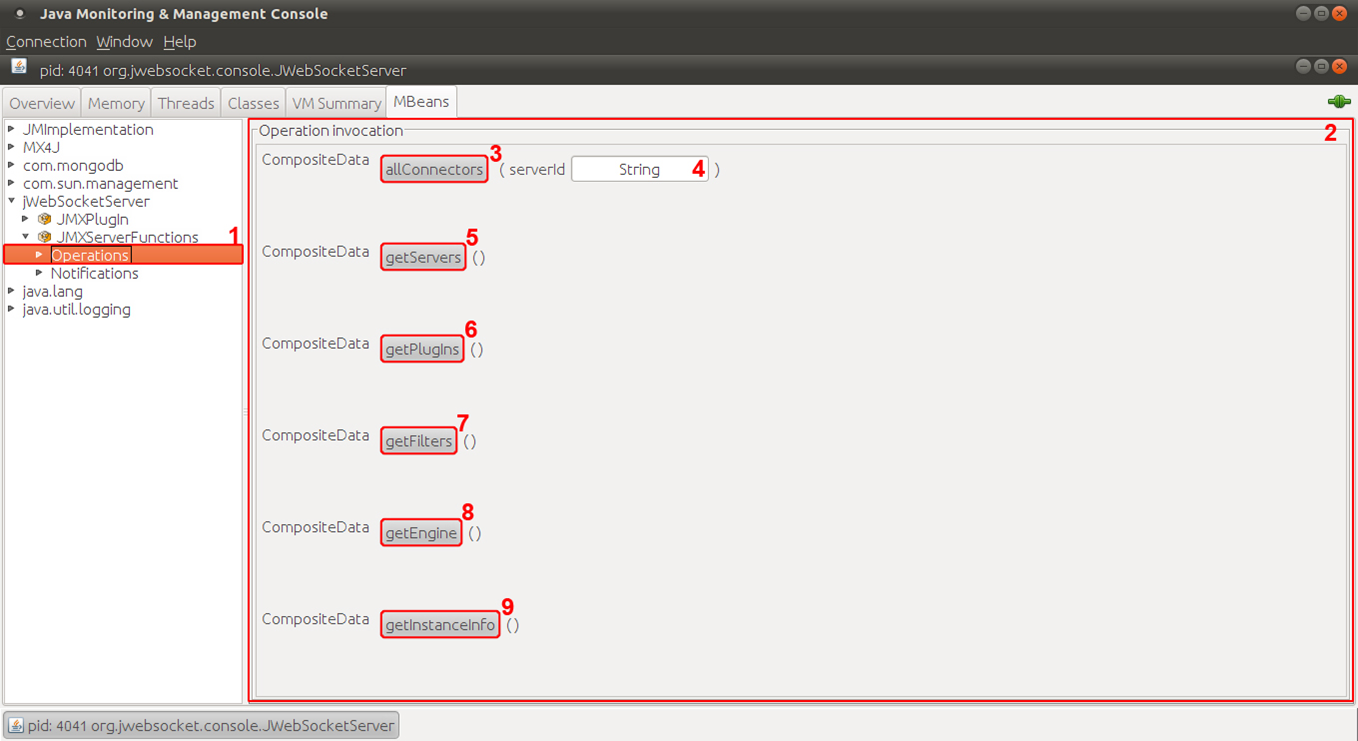 Java Monitoring & Management Console
Connection Window Help
pid: 4041 org.jwebsocket.console.JWebSocketServer
Overview Memory Threads Classes VM Summary MBeans
JMImplementation
MX4J
com.mongodb
com.sun.management
jWebSocketServer
JMXPlugIn
JMXServerFunctions 1
Operations
Notifications
java.lang
java.util.logging
Operation invocation 2
CompositeData allConnectors 3 ( serverId String 4 )
CompositeData getServers 5 ()
CompositeData getPlugIns 6 ()
CompositeData getFilters 7 ()
CompositeData getEngine 8 ()
CompositeData getInstanceInfo 9 ()
pid: 4041 org.jwebsocket.console.JWebSocketServer